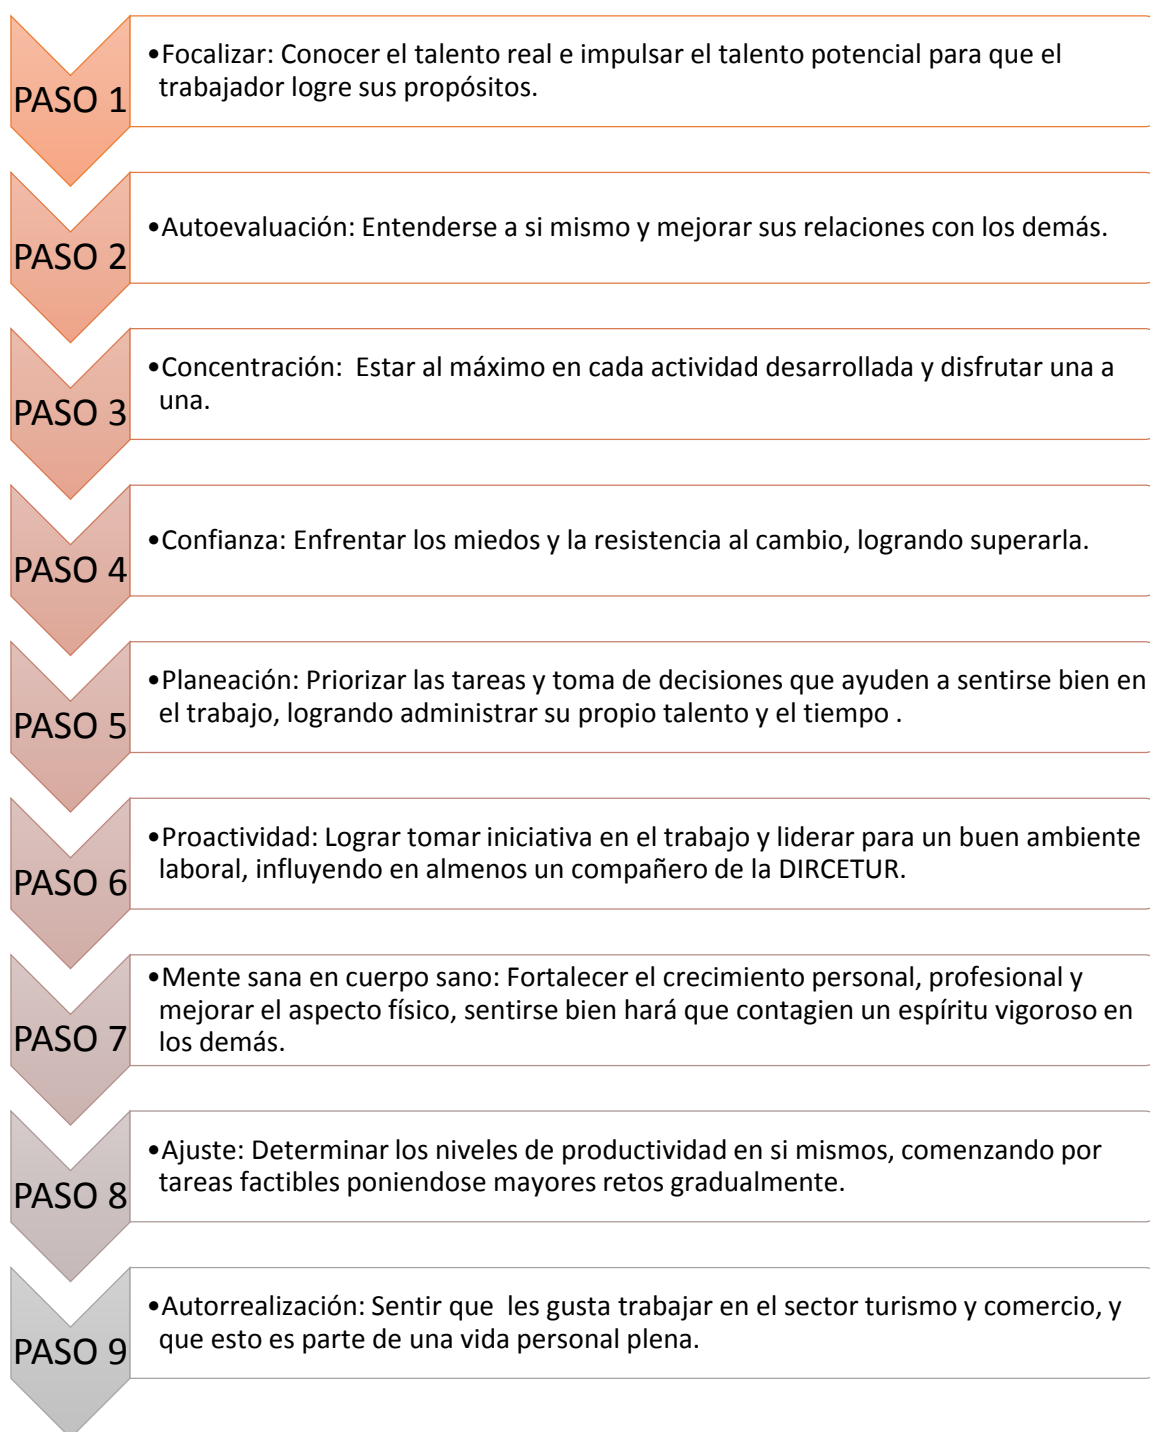 PASO 1
•Focalizar: Conocer el talento real e impulsar el talento potencial para que el
trabajador logre sus propósitos.
PASO 2
•Autoevaluación: Entenderse a si mismo y mejorar sus relaciones con los demás.
PASO 3
•Concentración:  Estar al máximo en cada actividad desarrollada y disfrutar una a
una.
PASO 4
•Confianza: Enfrentar los miedos y la resistencia al cambio, logrando superarla.
PASO 5
•Planeación: Priorizar las tareas y toma de decisiones que ayuden a sentirse bien en
el trabajo, logrando administrar su propio talento y el tiempo .
PASO 6
•Proactividad: Lograr tomar iniciativa en el trabajo y liderar para un buen ambiente
laboral, influyendo en almenos un compañero de la DIRCETUR.
PASO 7
•Mente sana en cuerpo sano: Fortalecer el crecimiento personal, profesional y
mejorar el aspecto físico, sentirse bien hará que contagien un espíritu vigoroso en
los demás.
PASO 8
•Ajuste: Determinar los niveles de productividad en si mismos, comenzando por
tareas factibles poniendose mayores retos gradualmente.
PASO 9
•Autorrealización: Sentir que  les gusta trabajar en el sector turismo y comercio, y
que esto es parte de una vida personal plena.